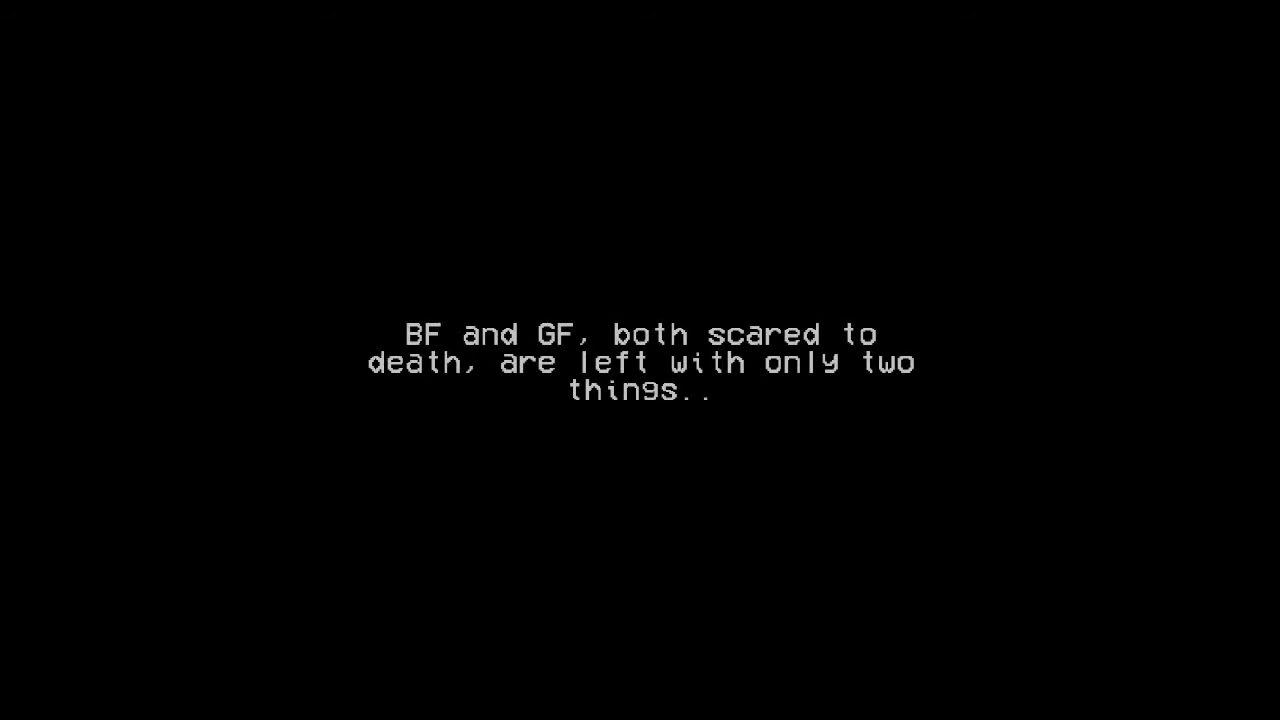 BF and GF, both scared to
death, are left with only two
things..